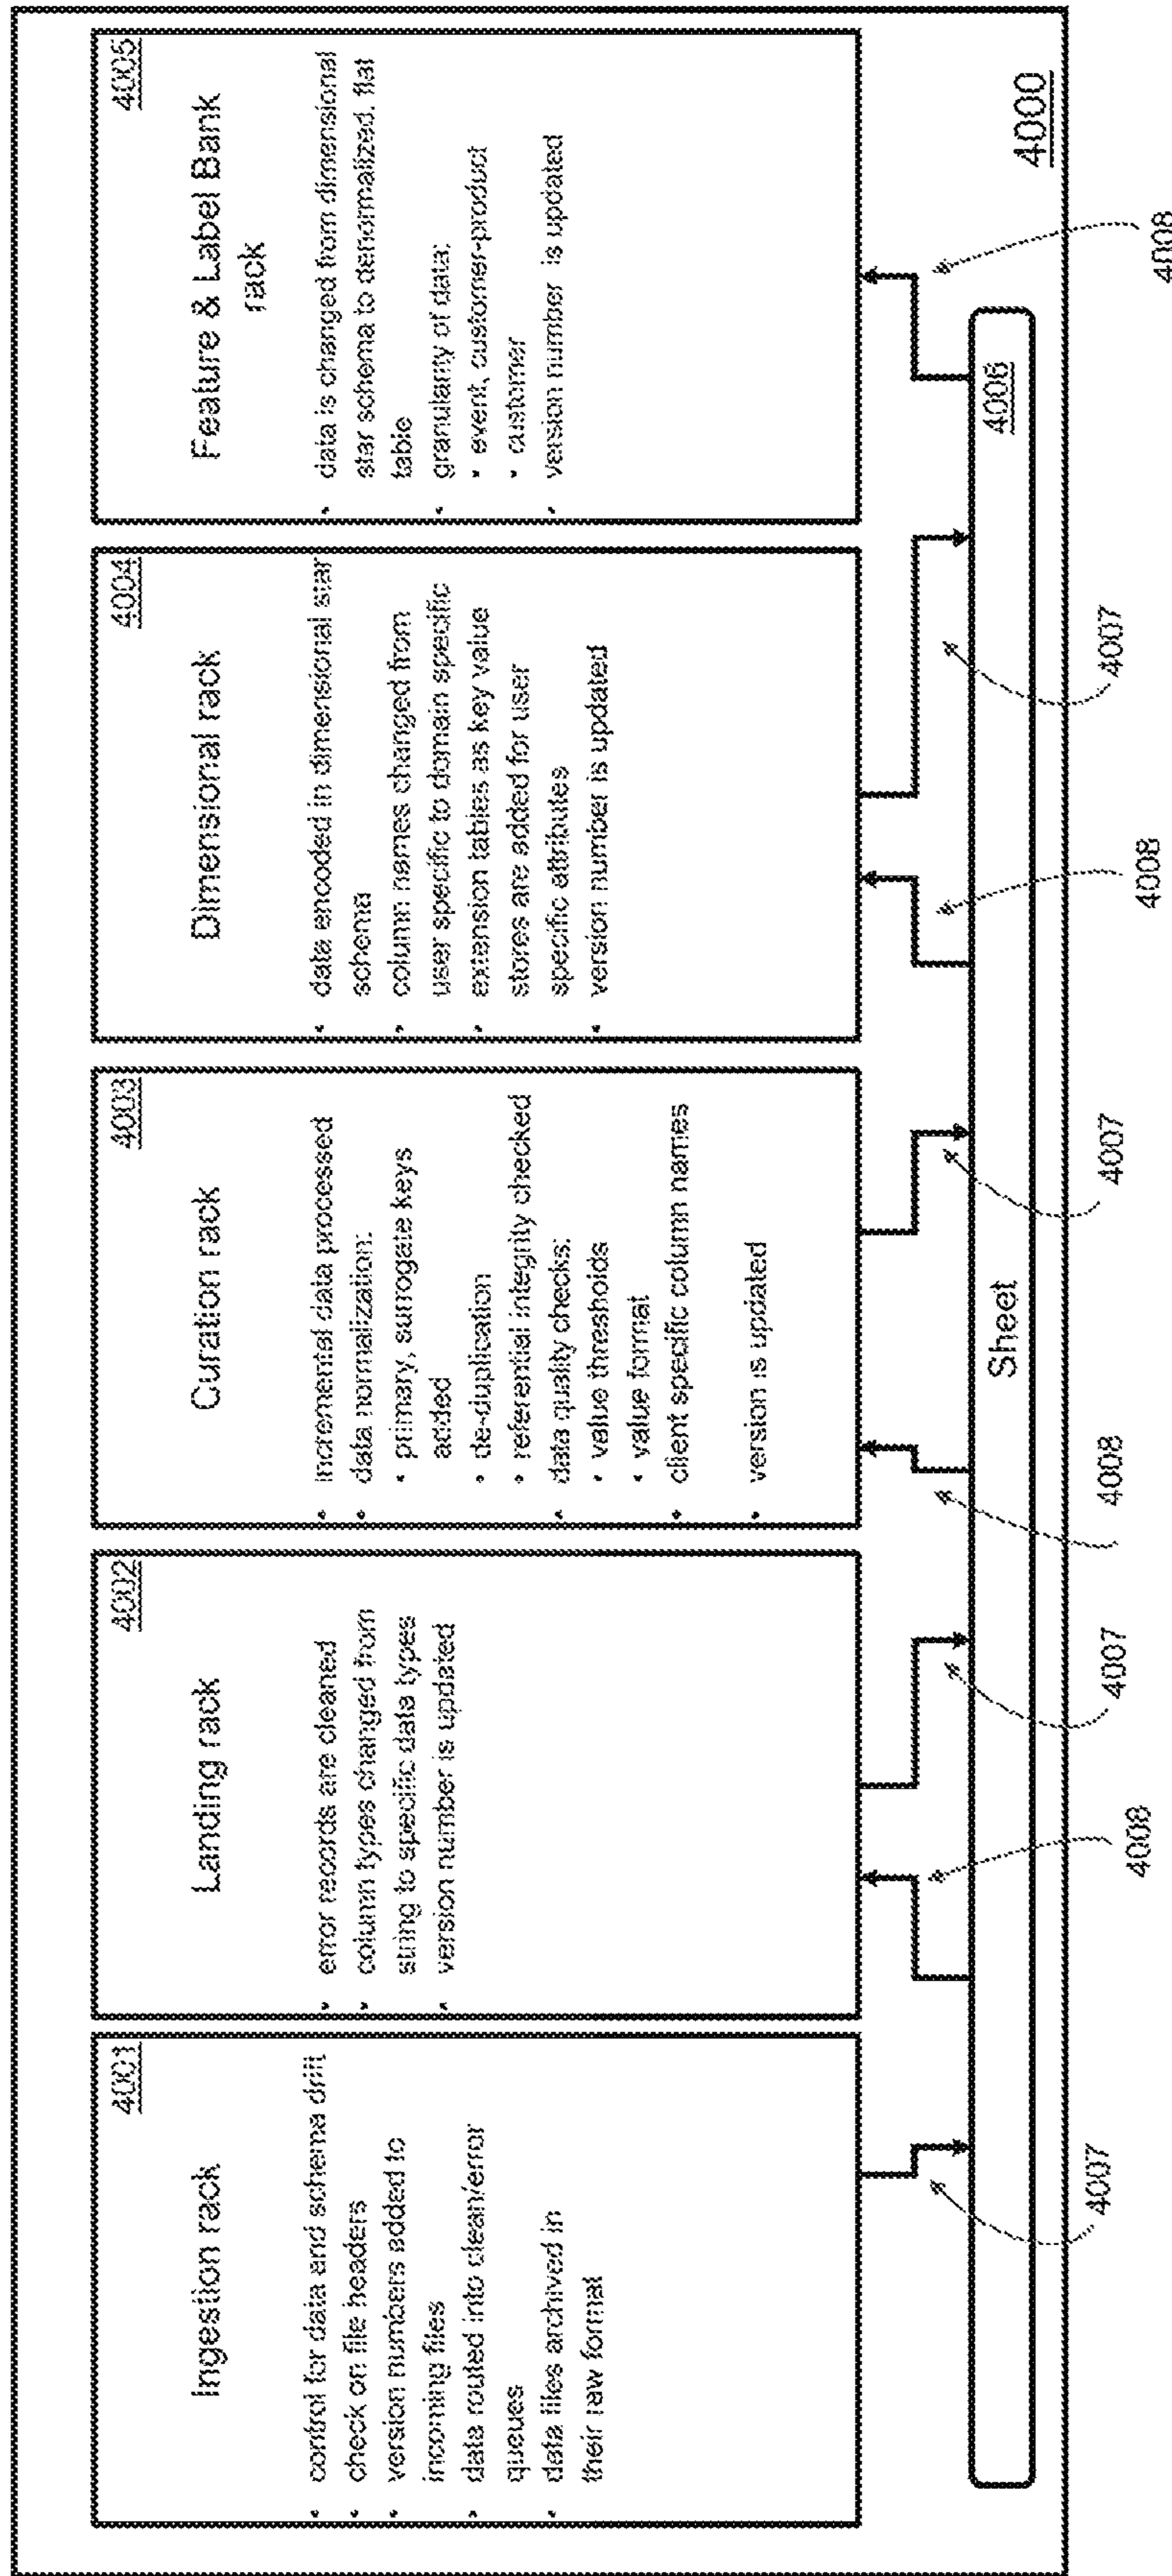 4001
Ingestion rack
• control for data and schema drift
• check on file headers
• version numbers added to
incoming files
• data routed into clean/error
queues
• data files archived in
their raw format
4002
Landing rack
• error records are cleaned
• column types changed from
string to specific data types
• version number is updated
4003
Curation rack
• incremental data processed
• data normalization:
• primary, surrogate keys
added
• de-duplication
• referential integrity checked
• data quality checks:
• value thresholds
• value format
• client specific column names
• version is updated
4004
Dimensional rack
• data encoded in dimensional star
schema
• column names changed from
user specific to domain specific
• extension tables as key value
stores are added for user
specific attributes
• version number is updated
4005
Feature & Label Bank
rack
• data is changed from dimensional
star schema to denormalized, flat
table
• granularity of data:
• event, customer-product
• customer
• version number is updated
Sheet
4006
4000
4007
4008
4007
4008
4007
4008
4007
4008